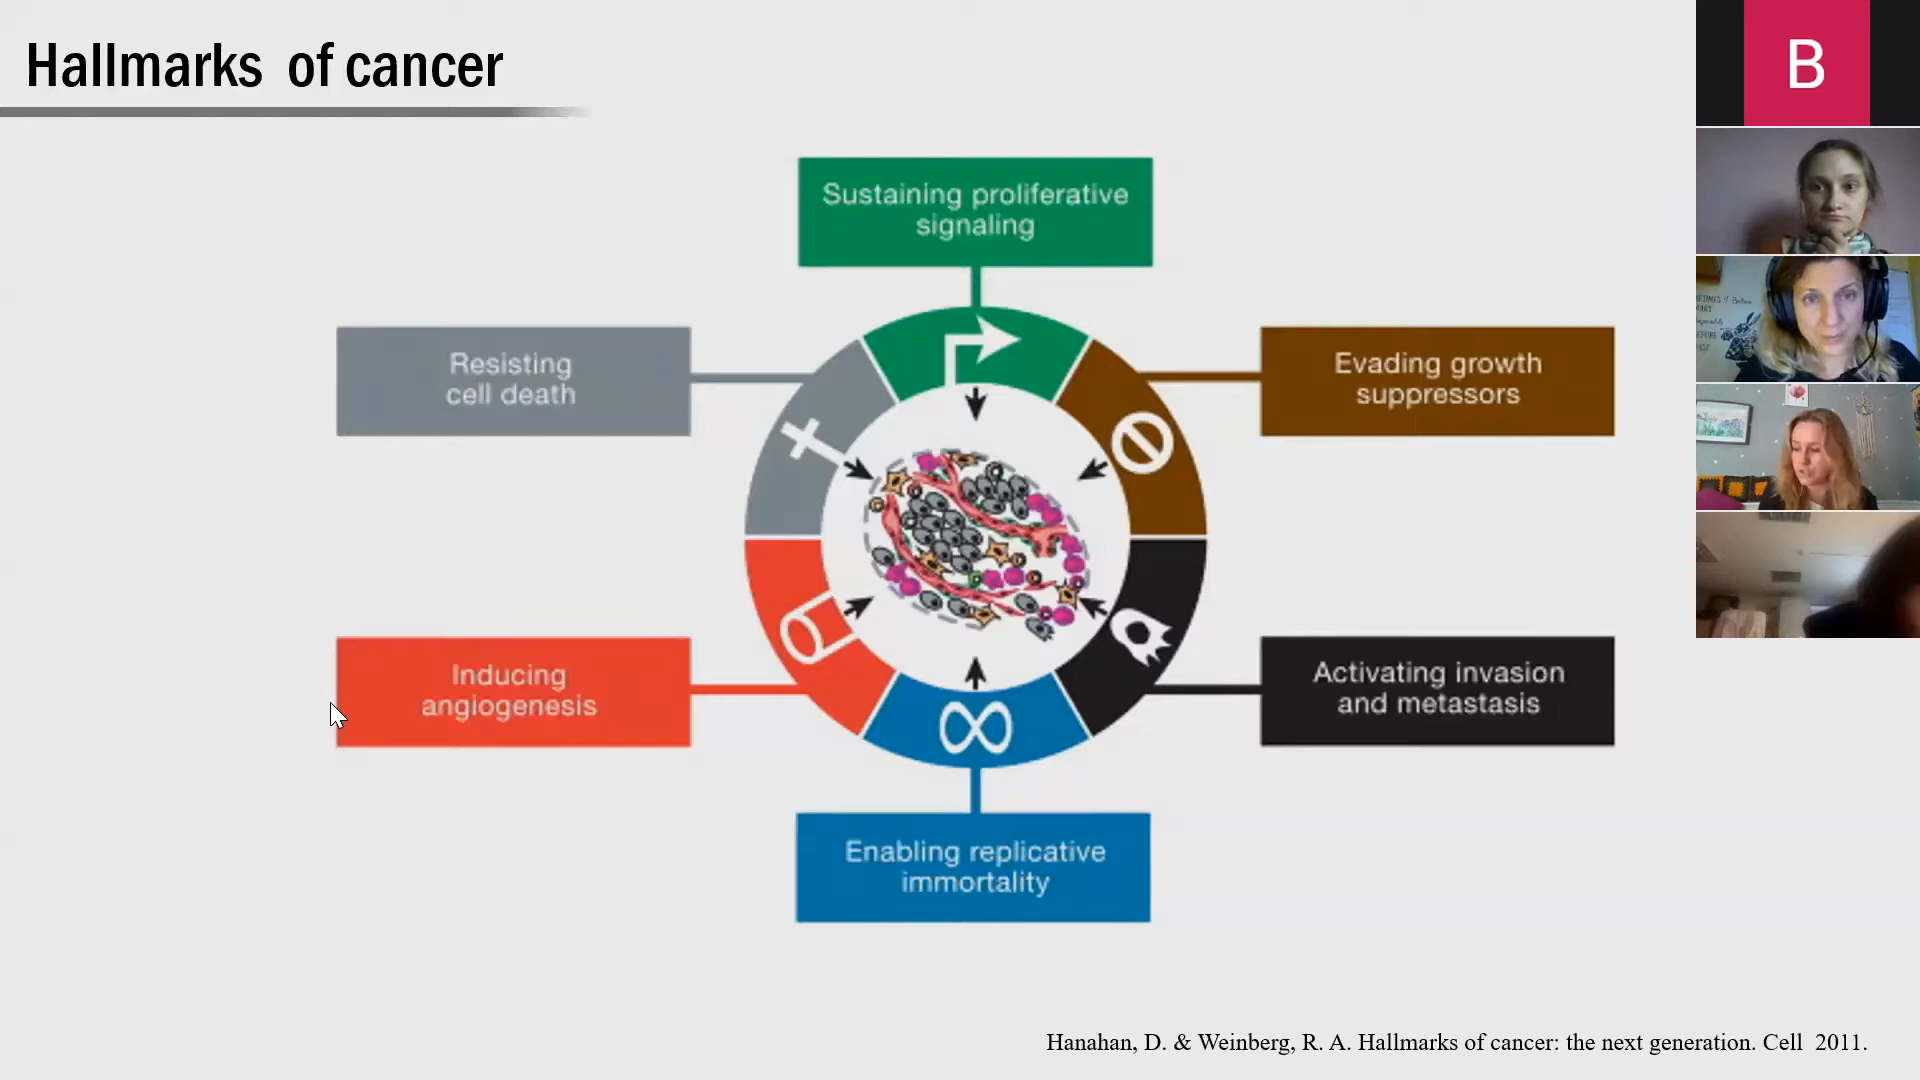 Hallmarks of cancer
B
Sustaining proliferative
signaling
Resisting
cell death
Evading growth
suppressors
Inducing
angiogenesis
Activating invasion
and metastasis
Enabling replicative
immortality
Hanahan, D. & Weinberg, R. A. Hallmarks of cancer: the next generation. Cell 2011.